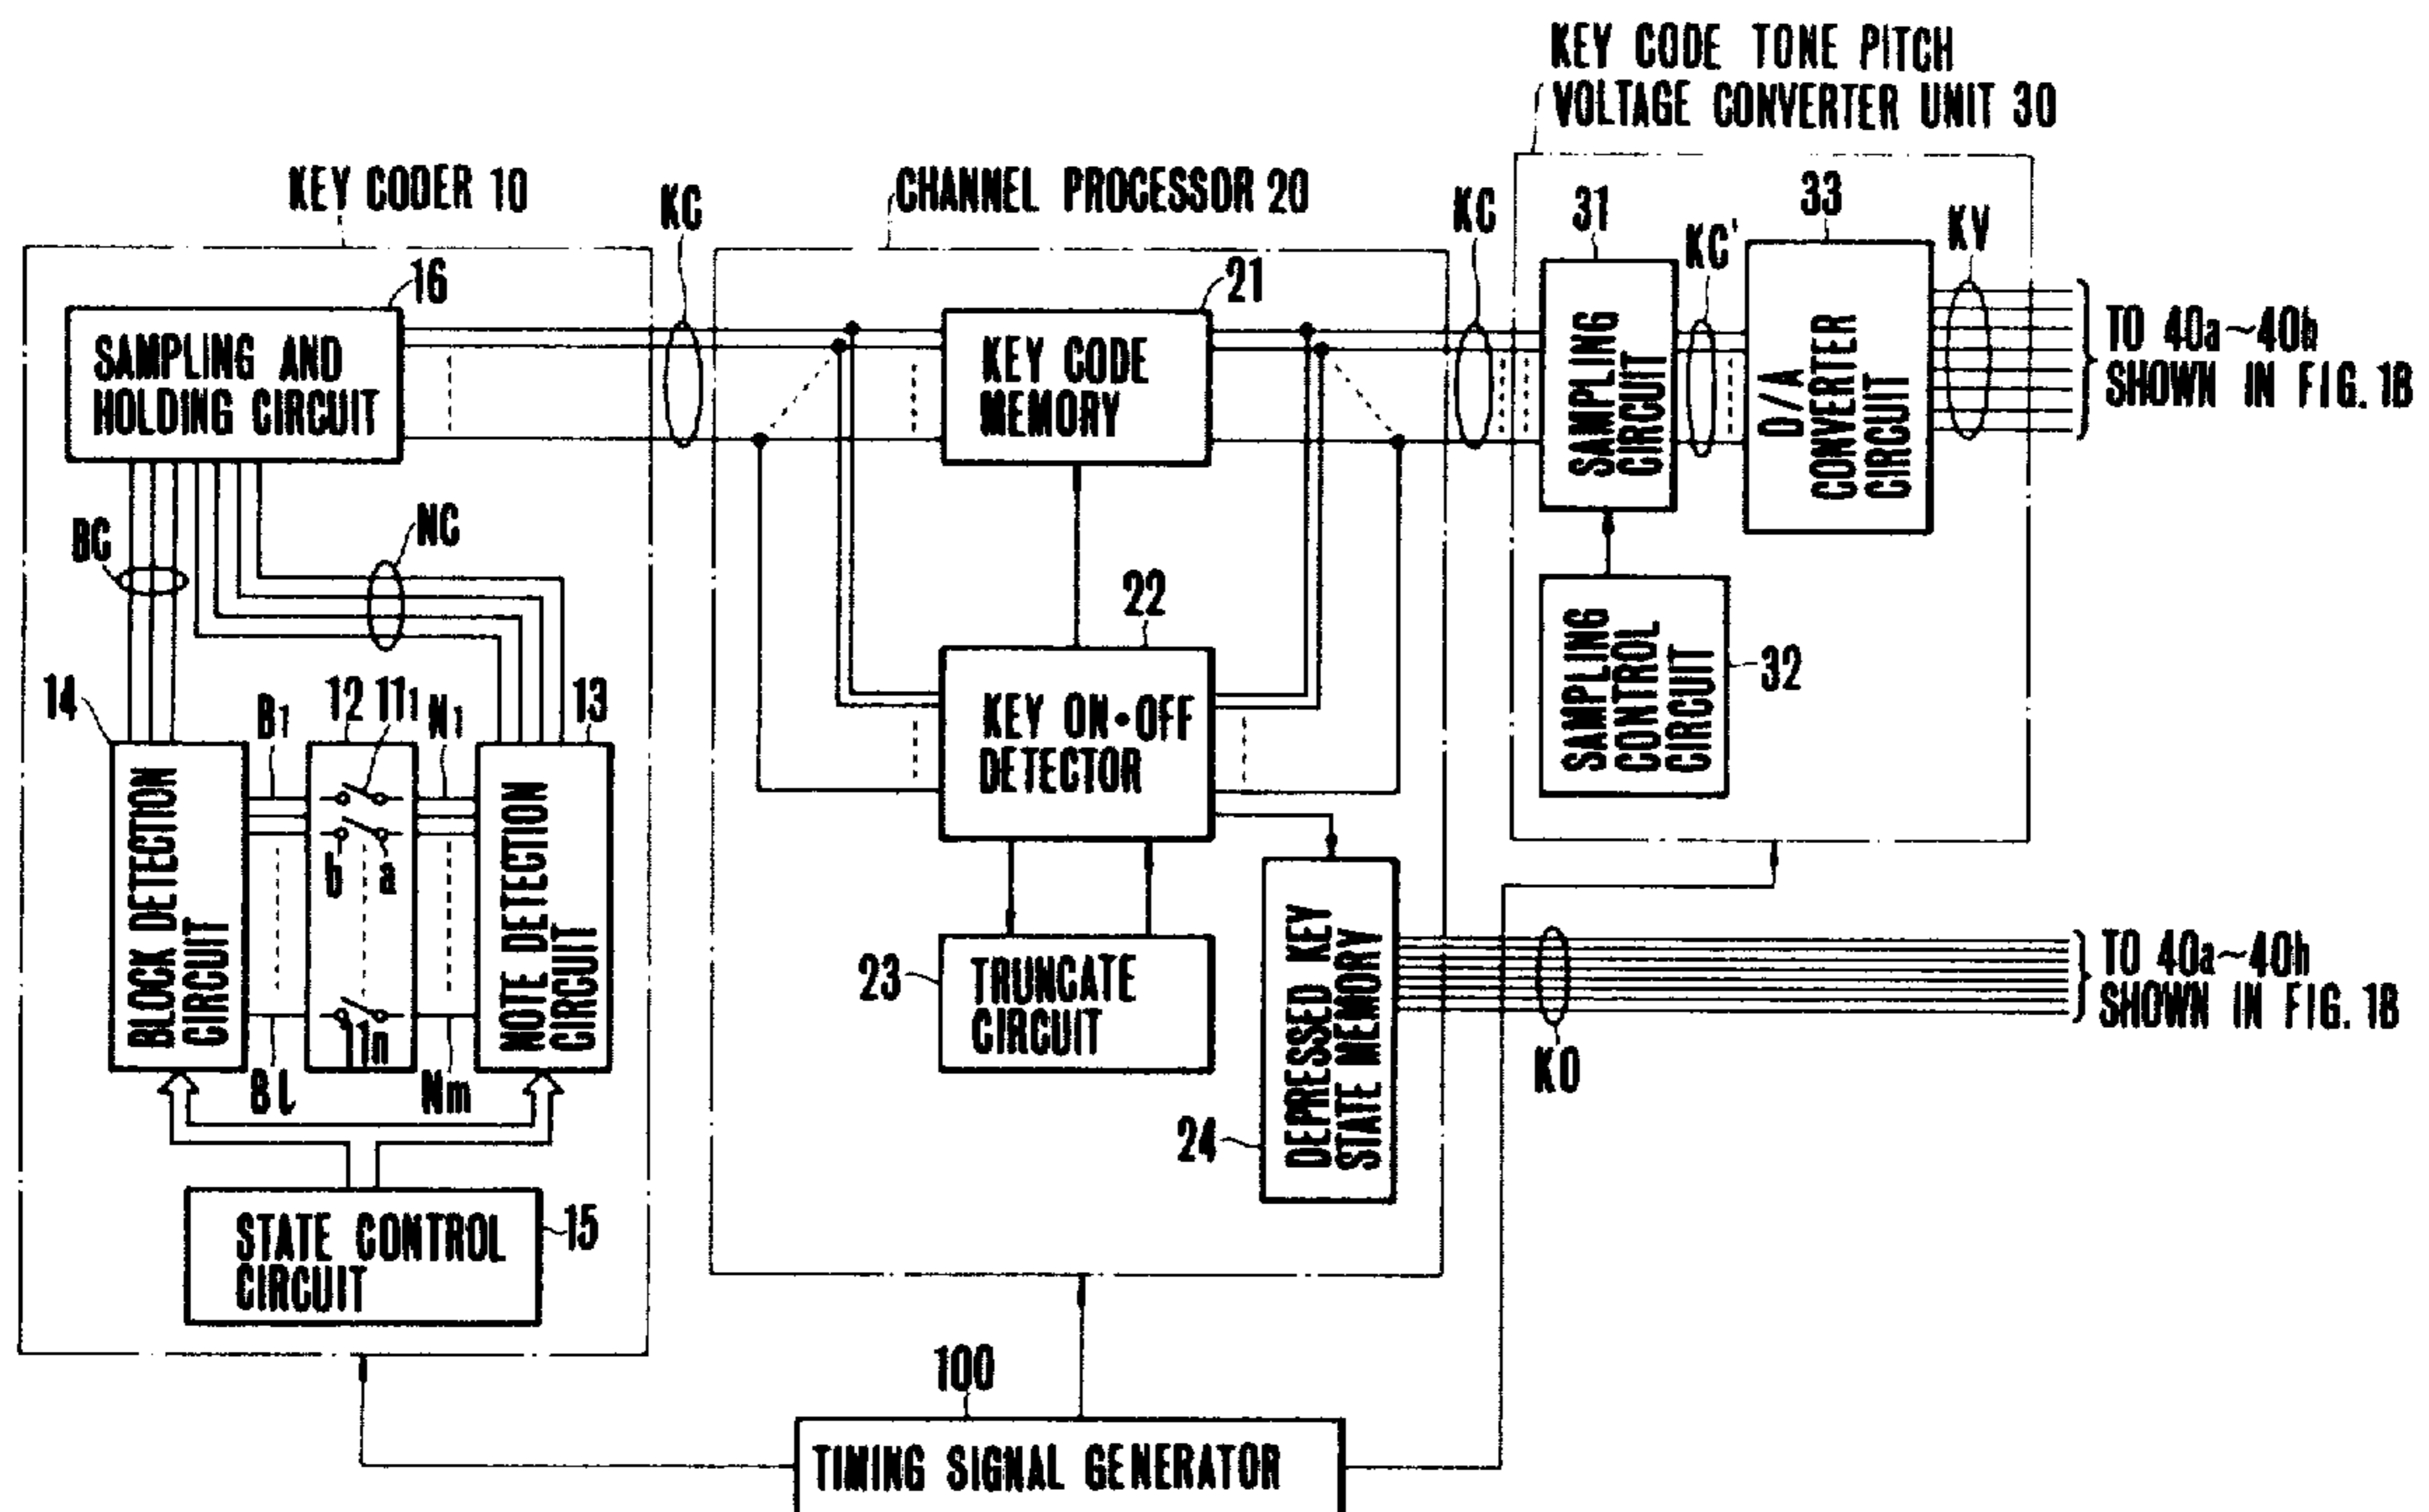 KEY CODE TONE PITCH
VOLTAGE CONVERTER UNIT 30
KEY CODER 10
KC
CHANNEL PROCESSOR 20
KC
31
KC'
33
KV
16
SAMPLING AND
HOLDING CIRCUIT
21
KEY CODE
MEMORY
SAMPLING
CIRCUIT
D/A
CONVERTER
CIRCUIT
TO 40a~40h
SHOWN IN FIG. 1B
BC
NC
22
KEY ON•OFF
DETECTOR
SAMPLING
CONTROL
CIRCUIT
32
14
B1
12
111
N1
13
BLOCK DETECTION
CIRCUIT
b
a
NOTE DETECTION
CIRCUIT
11n
Bl
Nm
23
TRUNCATE
CIRCUIT
DEPRESSED KEY
STATE MEMORY
24
KO
TO 40a~40h
SHOWN IN FIG. 1B
STATE CONTROL
CIRCUIT
15
100
TIMING SIGNAL GENERATOR